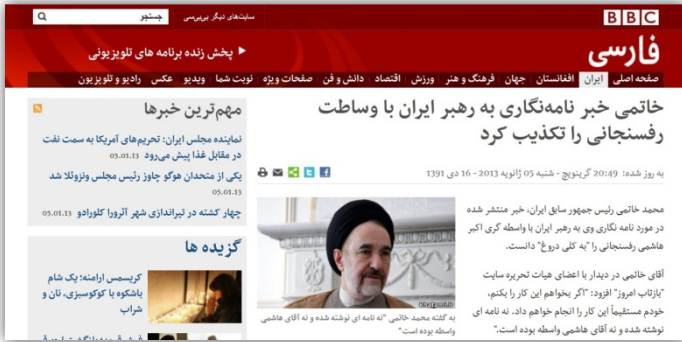 سایت‌های دیگر بی‌بی‌سی
جستجو
BBC
فارسی
پخش زنده برنامه های تلویزیونی
صفحه اصلی ایران افغانستان جهان فرهنگ و هنر ورزش اقتصاد دانش و فن صفحات ویژه نوبت شما ویدیو عکس رادیو و تلویزیون
خاتمی خبر نامه‌نگاری به رهبر ایران با وساطت
رفسنجانی را تکذیب کرد
به روز شده: 20:49 گرینویچ - شنبه 05 ژانویه 2013 - 16 دی 1391
محمد خاتمی رئیس جمهور سابق ایران، خبر منتشر شده
در مورد نامه نگاری وی به رهبر ایران با واسطه گری اکبر
هاشمی رفسنجانی را "به کلی دروغ" دانست.
آقای خاتمی در دیدار با اعضای هیات تحریره سایت
"بازتاب امروز" افزود: "اگر بخواهم این کار را بکنم،
خودم مستقیماً این کار را انجام خواهم داد. نه نامه ای
نوشته شده و نه آقای هاشمی واسطه بوده است."
khatami.ir
به گفته محمد خاتمی "نه نامه ای نوشته شده و نه آقای هاشمی
واسطه بوده است"
مهم‌ترین خبرها
نماینده مجلس ایران: تحریم‌های آمریکا به سمت نفت
در مقابل غذا پیش می‌رود 05.01.13
یکی از متحدان هوگو چاوز رئیس مجلس ونزوئلا شد
05.01.13
چهار کشته در تیراندازی شهر آئرورا کلورادو 05.01.13
گزیده ها
کریسمس ارامنه؛ یک شام
باشکوه با کوکوسبزی، نان و
شراب